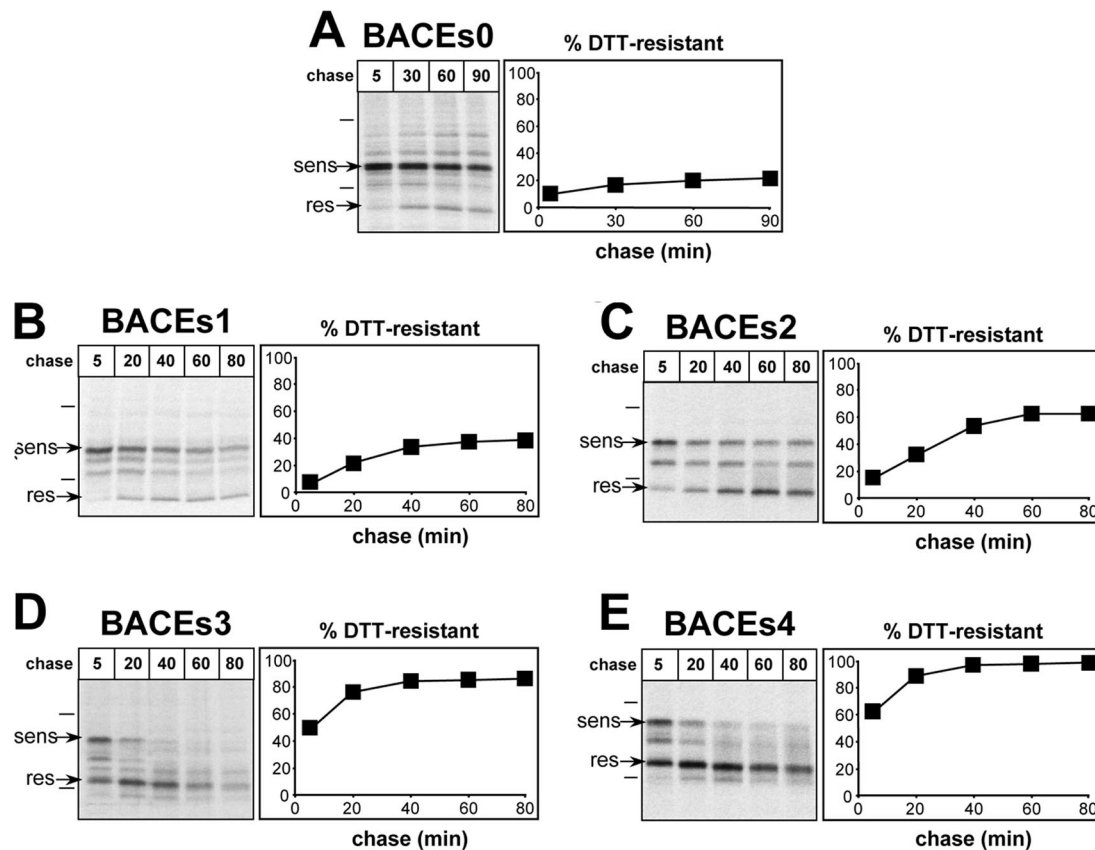 A BACEs0
% DTT-resistant
chase 5 30 60 90
sens
res
100
80
60
40
20
0
0 30 60 90
chase (min)
B BACEs1
% DTT-resistant
chase 5 20 40 60 80
sens
res
100
80
60
40
20
0
0 20 40 60 80
chase (min)
C BACEs2
% DTT-resistant
chase 5 20 40 60 80
sens
res
100
80
60
40
20
0
0 20 40 60 80
chase (min)
D BACEs3
% DTT-resistant
chase 5 20 40 60 80
sens
res
100
80
60
40
20
0
0 20 40 60 80
chase (min)
E BACEs4
% DTT-resistant
chase 5 20 40 60 80
sens
res
100
80
60
40
20
0
0 20 40 60 80
chase (min)